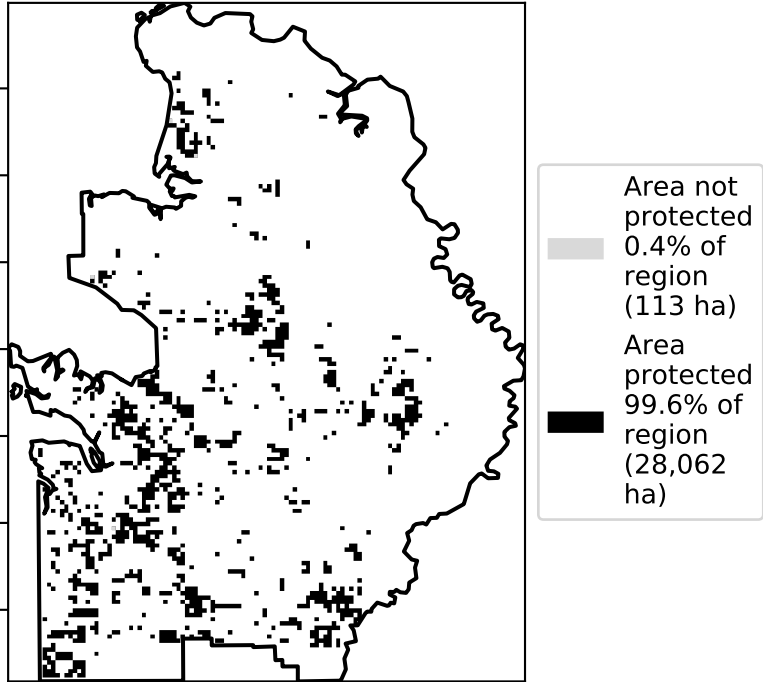 Area not
protected
0.4% of
region
(113 ha)
Area
protected
99.6% of
region
(28,062
ha)